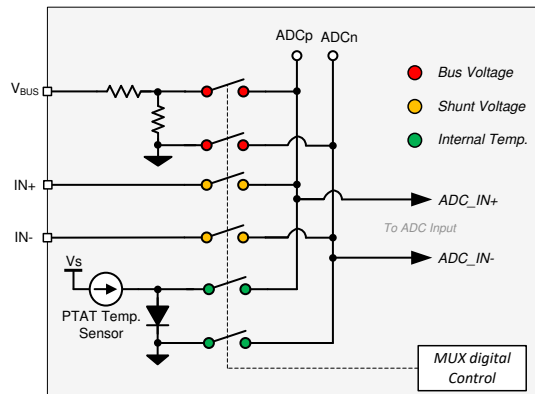 ADCp ADCn
VBUS
Bus Voltage
Shunt Voltage
Internal Temp.
IN+
ADC_IN+
To ADC Input
IN-
ADC_IN-
Vs
PTAT Temp.
Sensor
MUX digital
Control